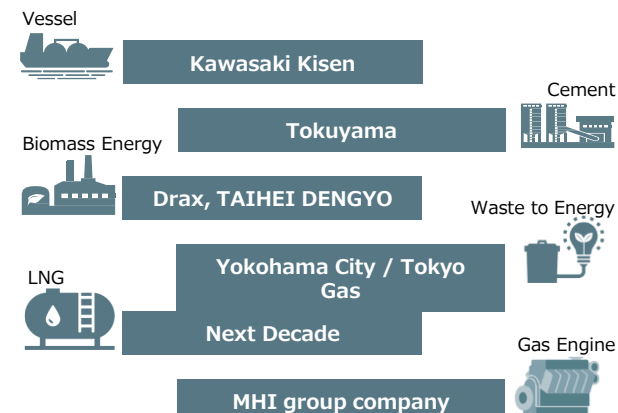 Vessel
Kawasaki Kisen
Cement
Tokuyama
Biomass Energy
Drax, TAIHEI DENGYO
Waste to Energy
Yokohama City / Tokyo
Gas
LNG
Next Decade
Gas Engine
MHI group company